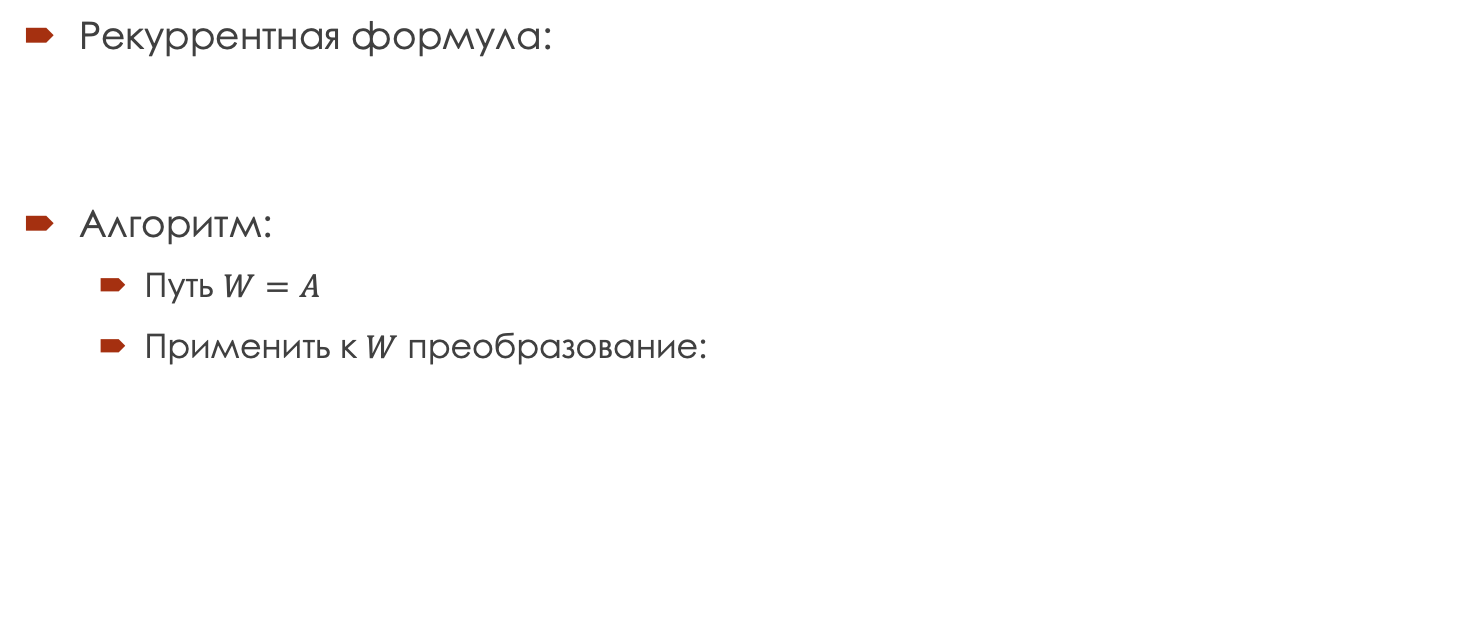 Рекуррентная формула:
Алгоритм:
Путь W = A
Применить к W преобразование: